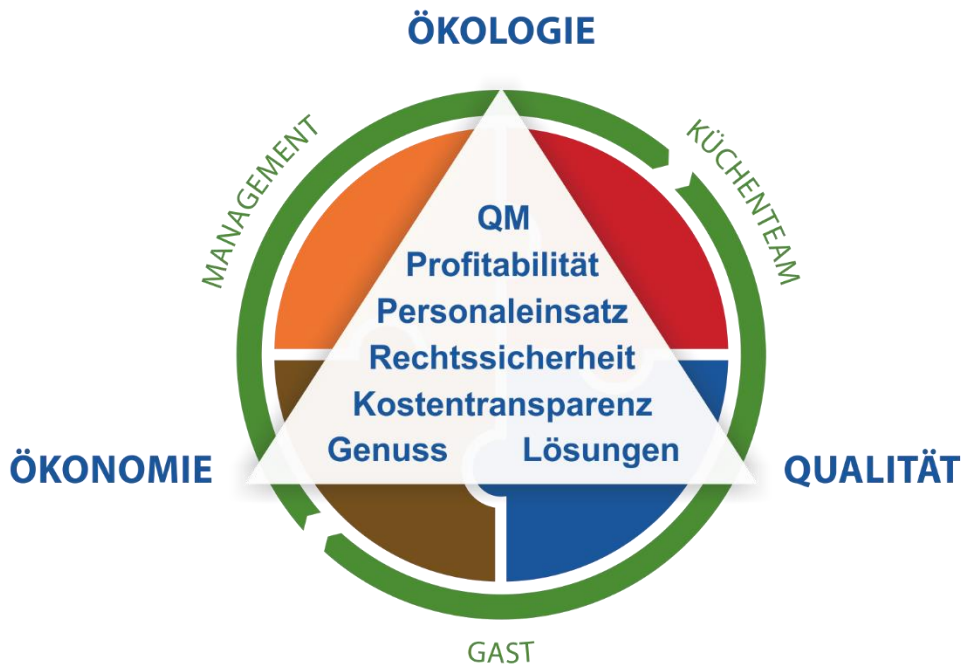 ÖKOLOGIE
MANAGEMENT
KÜCHENTEAM
QM
Profitabilität
Personaleinsatz
Rechtssicherheit
Kostentransparenz
Genuss Lösungen
ÖKONOMIE
QUALITÄT
GAST